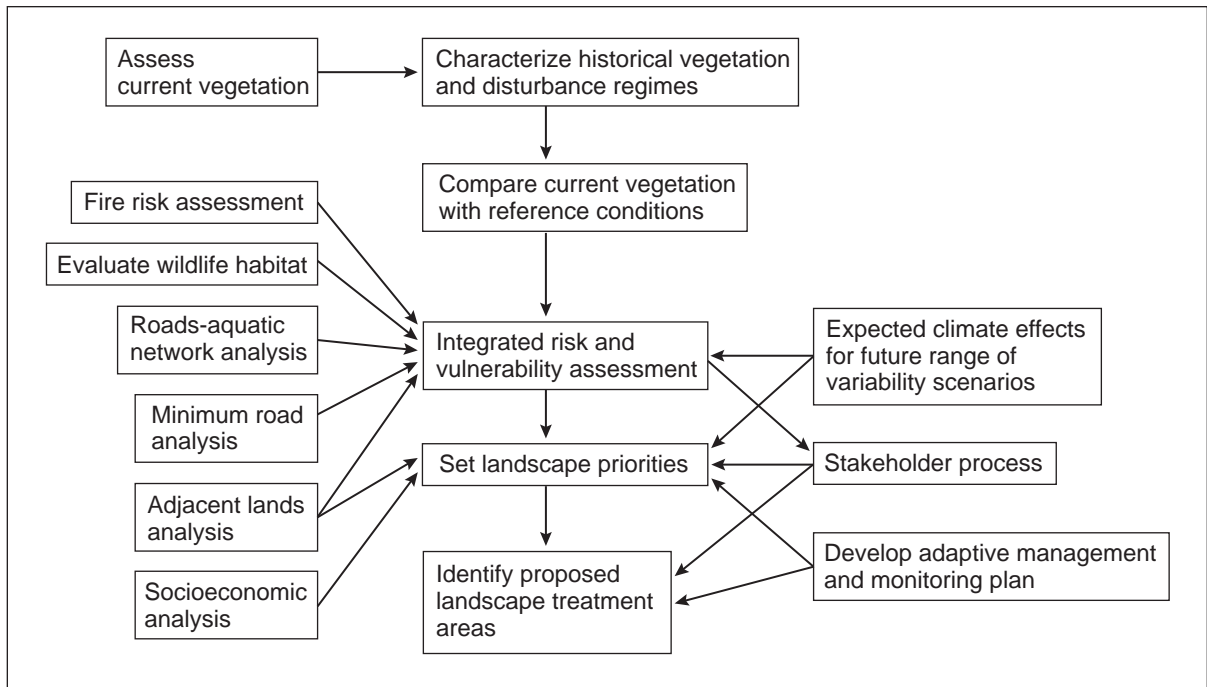 Assess
current vegetation
Characterize historical vegetation
and disturbance regimes
Compare current vegetation
with reference conditions
Fire risk assessment
Evaluate wildlife habitat
Roads-aquatic
network analysis
Minimum road
analysis
Adjacent lands
analysis
Socioeconomic
analysis
Integrated risk and
vulnerability assessment
Set landscape priorities
Identify proposed
landscape treatment
areas
Expected climate effects
for future range of
variability scenarios
Stakeholder process
Develop adaptive management
and monitoring plan